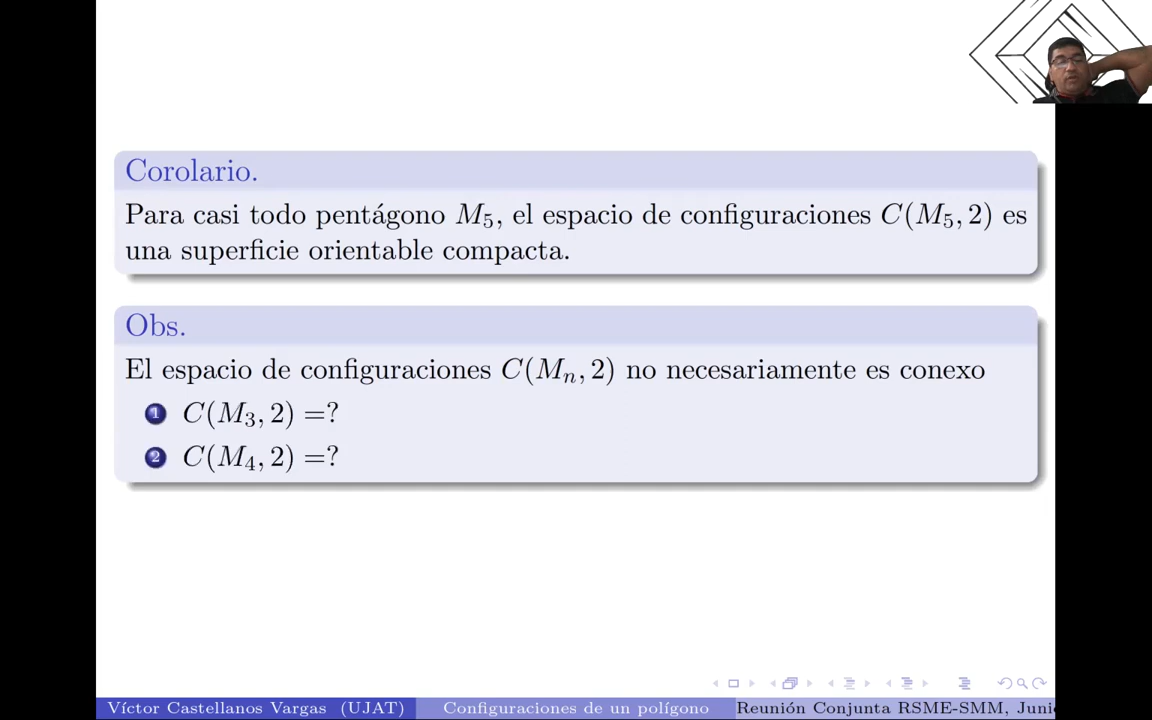 Corolario.
Para casi todo pentágono M₅, el espacio de configuraciones C(M₅, 2) es
una superficie orientable compacta.
Obs.
El espacio de configuraciones C(Mₙ, 2) no necesariamente es conexo
1 C(M₃, 2) =?
2 C(M₄, 2) =?
Víctor Castellanos Vargas (UJAT) Configuraciones de un polígono Reunión Conjunta RSME-SMM, Juni